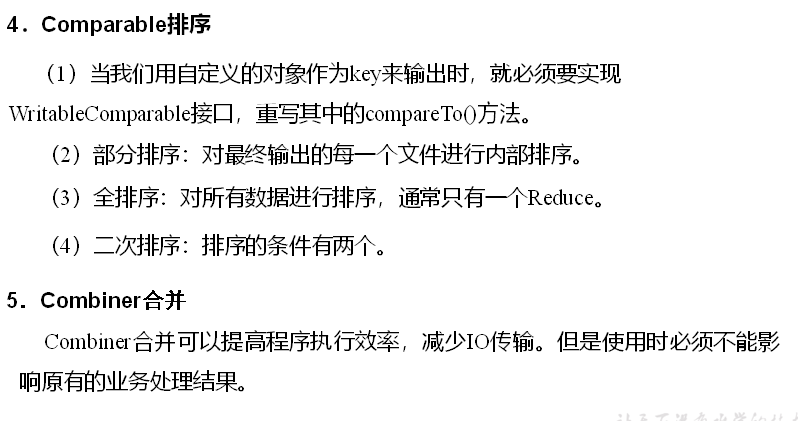 4．Comparable排序
（1）当我们用自定义的对象作为key来输出时，就必须要实现
WritableComparable接口，重写其中的compareTo()方法。
（2）部分排序：对最终输出的每一个文件进行内部排序。
（3）全排序：对所有数据进行排序，通常只有一个Reduce。
（4）二次排序：排序的条件有两个。
5．Combiner合并
Combiner合并可以提高程序执行效率，减少IO传输。但是使用时必须不能影
响原有的业务处理结果。